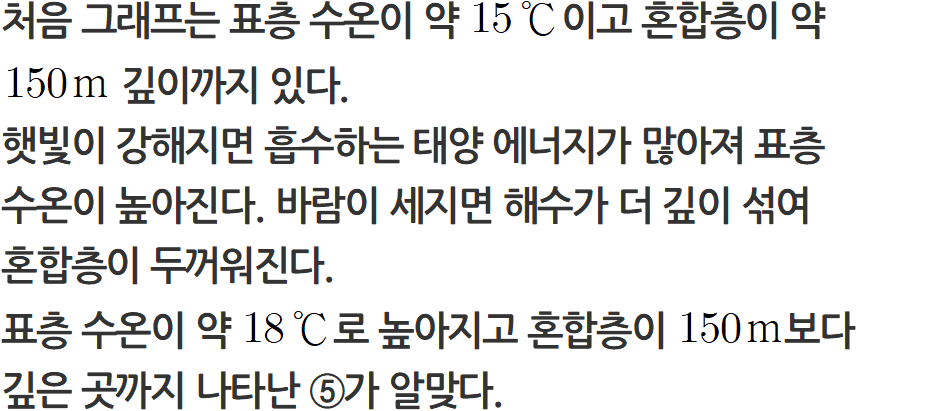 처음 그래프는 표층 수온이 약 15℃이고 혼합층이 약
150m 깊이까지 있다.
햇빛이 강해지면 흡수하는 태양 에너지가 많아져 표층
수온이 높아진다. 바람이 세지면 해수가 더 깊이 섞여
혼합층이 두꺼워진다.
표층 수온이 약 18℃로 높아지고 혼합층이 150m보다
깊은 곳까지 나타난 ⑤가 알맞다.